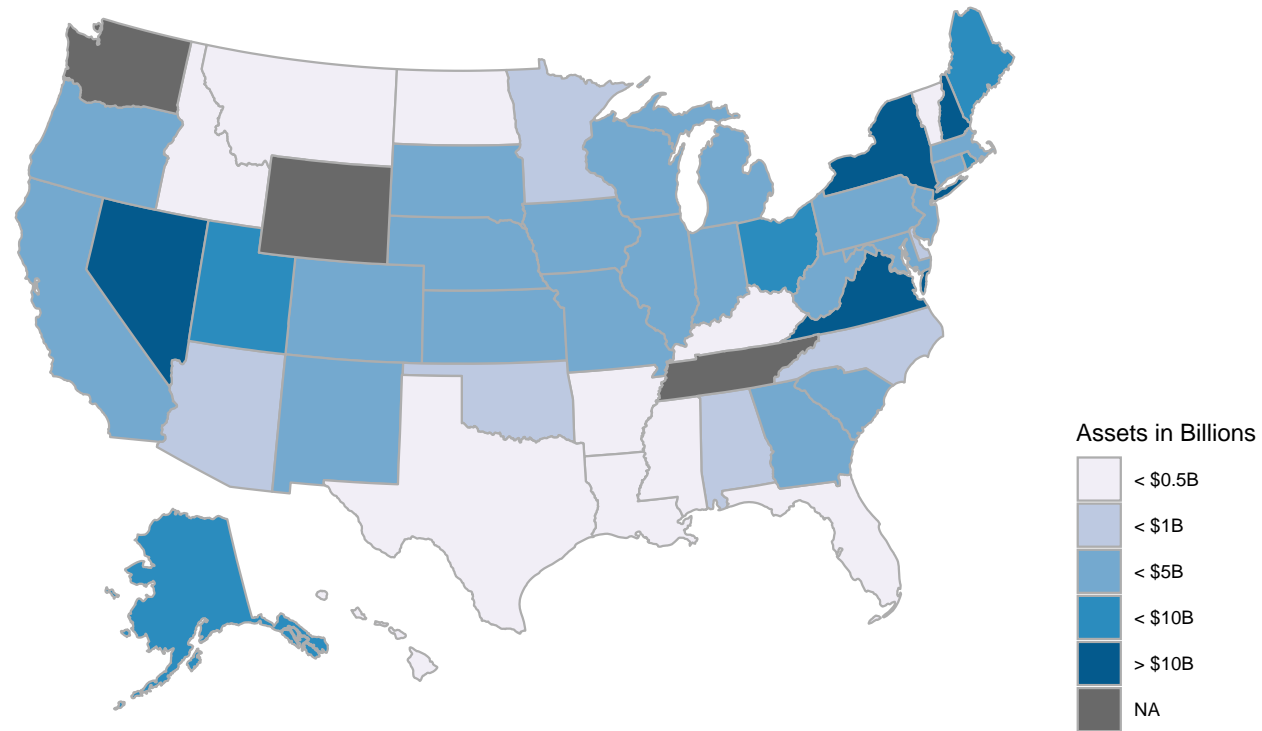 Assets in Billions
< $0.5B
< $1B
< $5B
< $10B
> $10B
NA